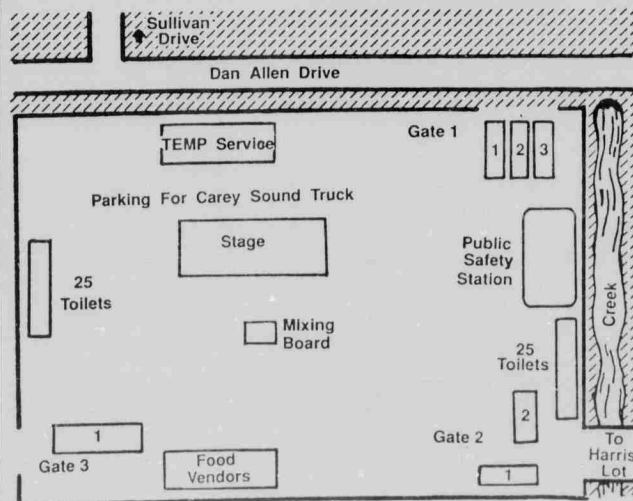 Sullivan
Drive
Dan Allen Drive
TEMP Service
Gate 1
1 2 3
Parking For Carey Sound Truck
Stage
Public
Safety
Station
25
Toilets
Creek
Mixing
Board
25
Toilets
1
Gate 3
Food
Vendors
Gate 2
2
1
To
Harris
Lot